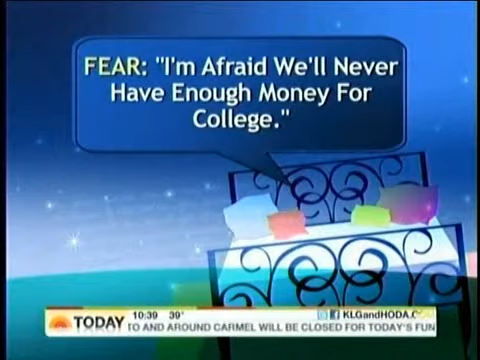 FEAR: "I'm Afraid We'll Never
Have Enough Money For
College."
TODAY
10:39 39°
KLGandHODA.C
TO AND AROUND CARMEL WILL BE CLOSED FOR TODAY'S FUN